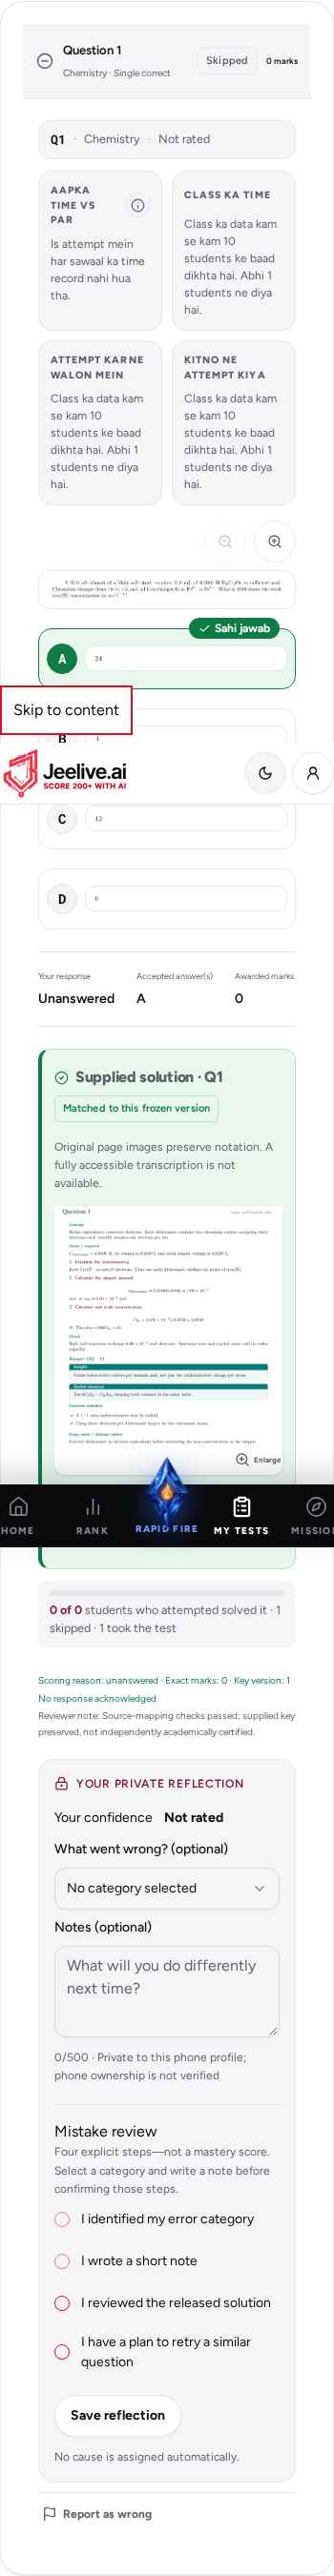 Question 1
Chemistry · Single correct
Skipped
0 marks
Q1 · Chemistry · Not rated
AAPKA
TIME VS
PAR
Is attempt mein
har sawaal ka time
record nahi hua
tha.
CLASS KA TIME
Class ka data kam
se kam 10
students ke baad
dikhta hai. Abhi 1
students ne diya
hai.
ATTEMPT KARNE
WALON MEIN
Class ka data kam
se kam 10
students ke baad
dikhta hai. Abhi 1
students ne diya
hai.
KITNO NE
ATTEMPT KIYA
Class ka data kam
se kam 10
students ke baad
dikhta hai. Abhi 1
students ne diya
hai.
Sahi jawab
A
24
Skip to content
B
Jeelive.ai
SCORE 200+ WITH AI
C
12
D
6
Your response
Unanswered
Accepted answer(s)
A
Awarded marks
0
Supplied solution · Q1
Matched to this frozen version
Original page images preserve notation. A
fully accessible transcription is not
available.
Question 1
Enlarge
HOME
RANK
RAPID FIRE
MY TESTS
MISSIO
0 of 0 students who attempted solved it · 1
skipped · 1 took the test
Scoring reason: unanswered · Exact marks: 0 · Key version: 1
No response acknowledged
Reviewer note: Source-mapping checks passed; supplied key
preserved, not independently academically certified.
YOUR PRIVATE REFLECTION
Your confidence Not rated
What went wrong? (optional)
No category selected
Notes (optional)
What will you do differently
next time?
0/500 · Private to this phone profile;
phone ownership is not verified
Mistake review
Four explicit steps—not a mastery score.
Select a category and write a note before
confirming those steps.
I identified my error category
I wrote a short note
I reviewed the released solution
I have a plan to retry a similar
question
Save reflection
No cause is assigned automatically.
Report as wrong